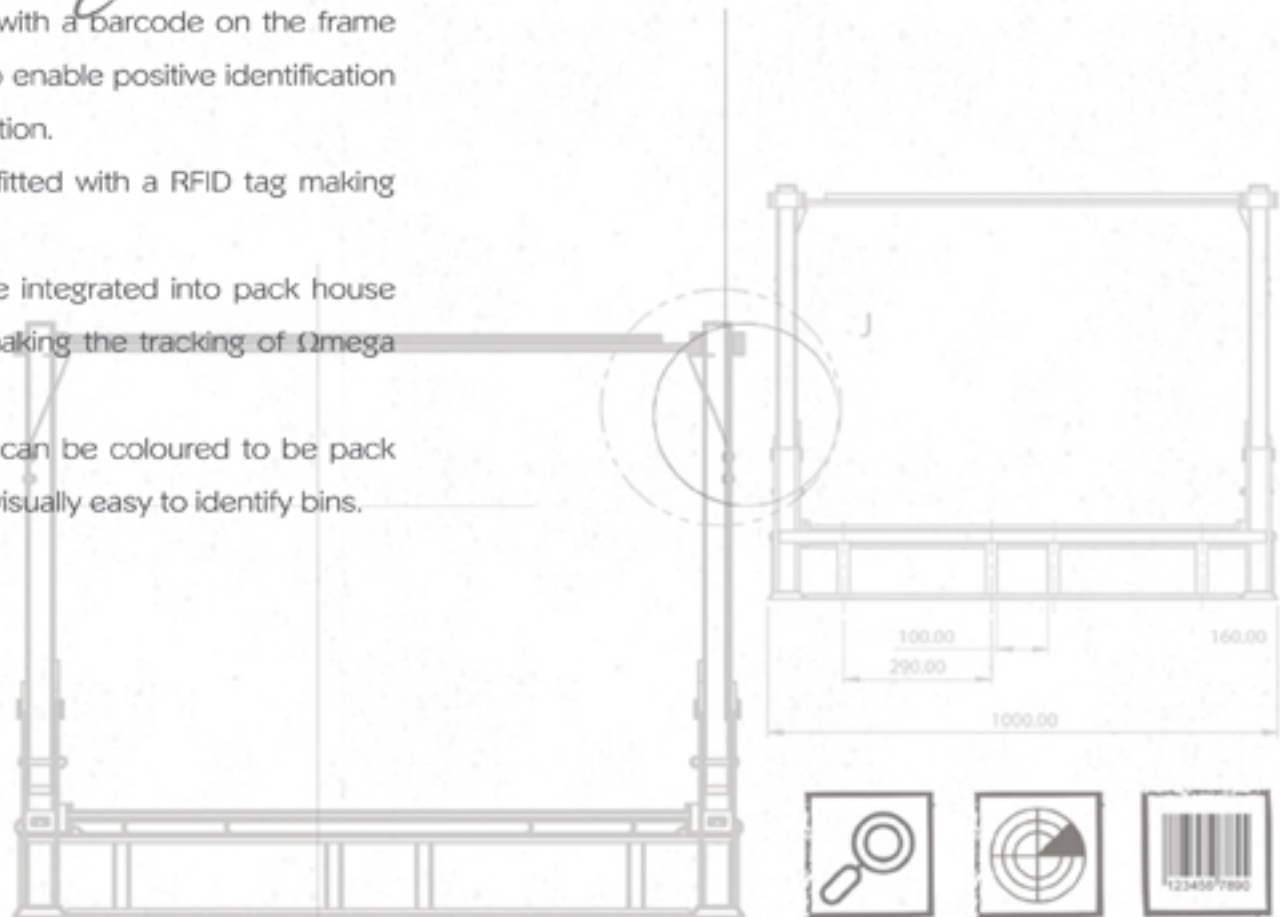 with a barcode on the frame
enable positive identification
tion.
fitted with a RFID tag making
e integrated into pack house
aking the tracking of Ωmega
can be coloured to be pack
visually easy to identify bins.
J
100.00
160.00
290.00
1000.00
1234567890